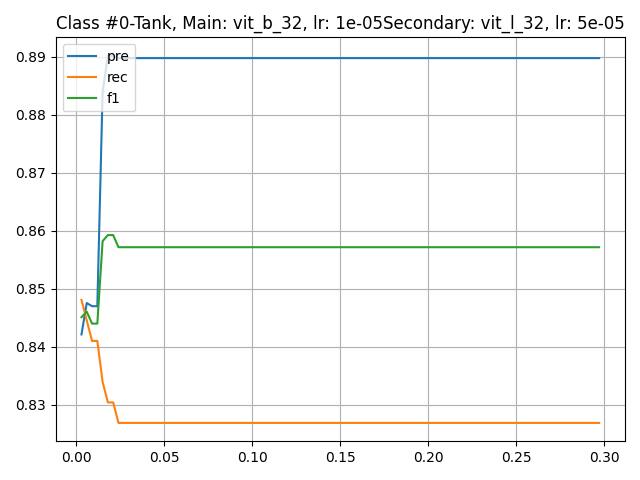 Class #0-Tank, Main: vit_b_32, lr: 1e-05Secondary: vit_l_32, lr: 5e-05
0.89
0.88
0.87
0.86
0.85
0.84
0.83
pre
rec
f1
0.00 0.05 0.10 0.15 0.20 0.25 0.30